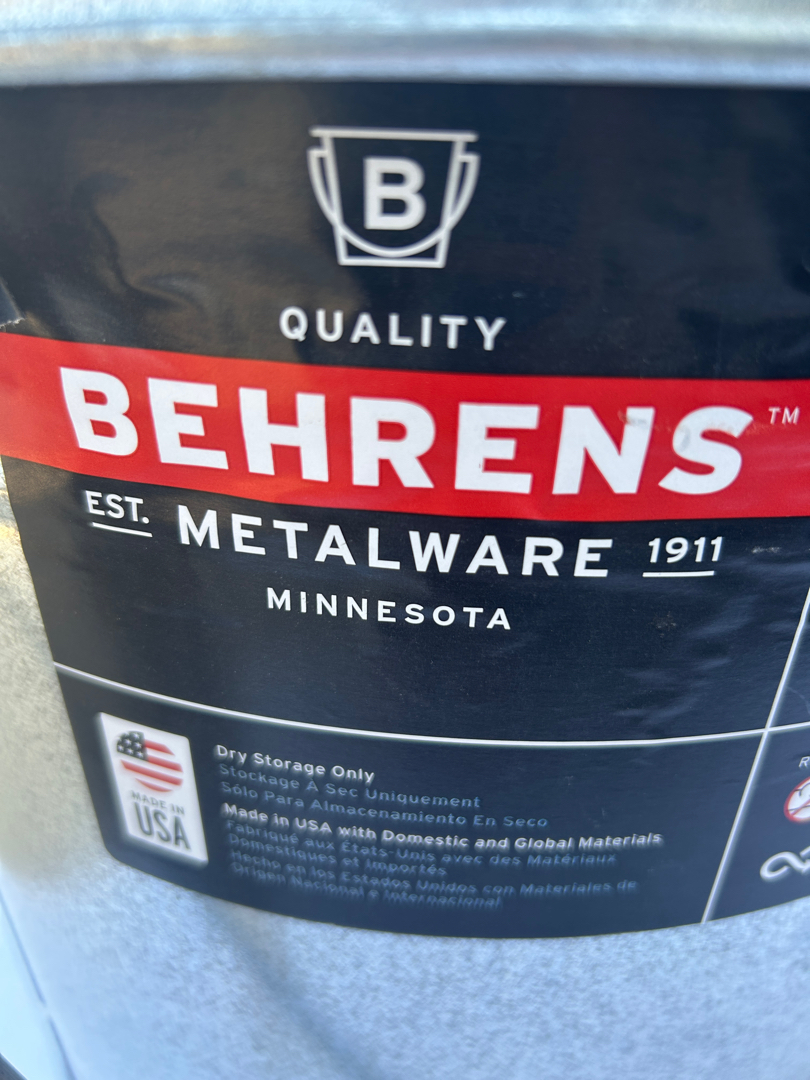 B
QUALITY
BEHRENS™
EST. METALWARE 1911
MINNESOTA
MADE IN
USA
Dry Storage Only
Stockage À Sec Uniquement
Sólo Para Almacenamiento En Seco
Made in USA with Domestic and Global Materials
Fabriqué aux États-Unis avec des Matériaux
Domestiques et Importés
Hecho en los Estados Unidos con Materiales de
Origen Nacional e Internacional
R